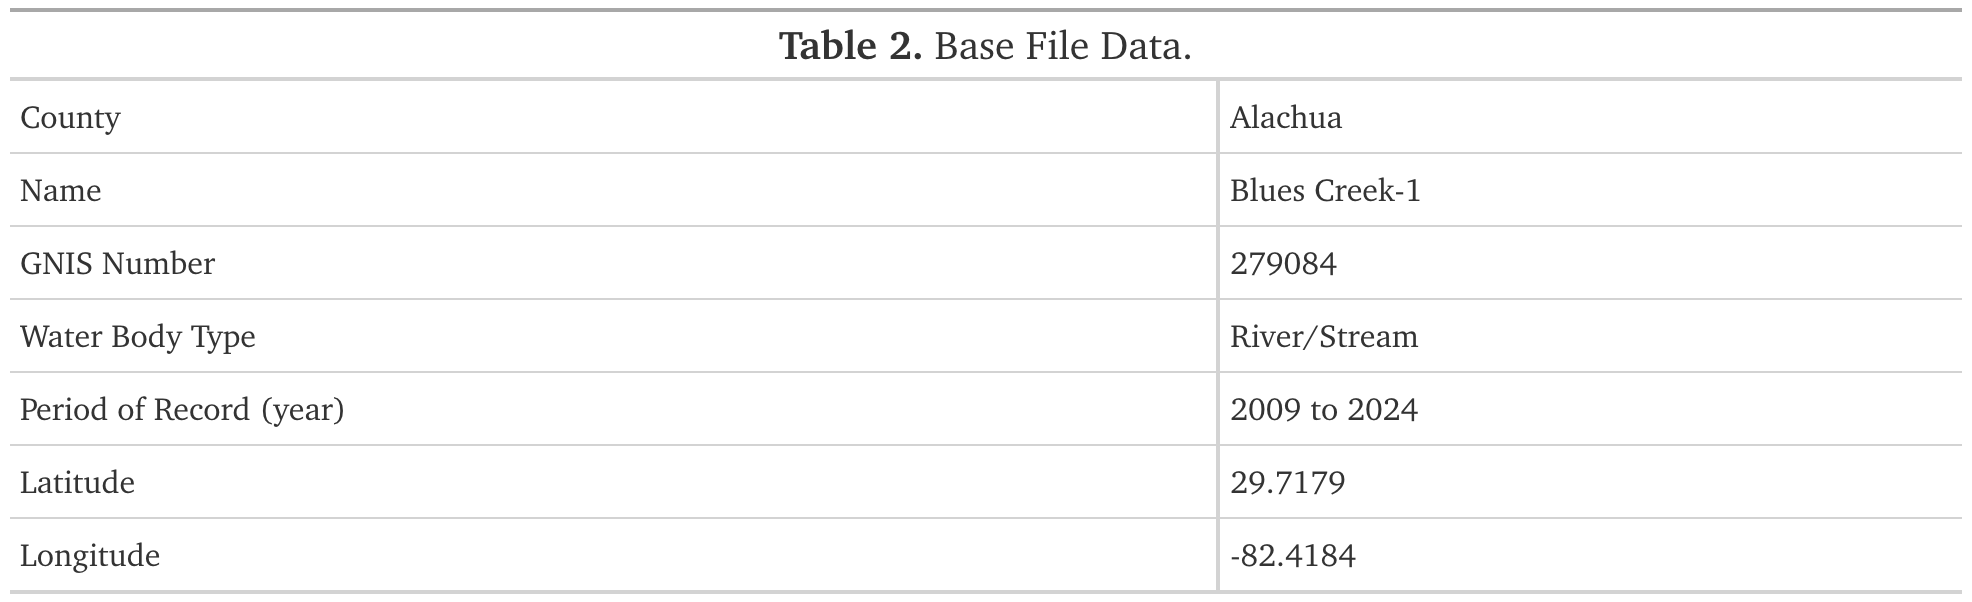 Table 2. Base File Data.
County Alachua
Name Blues Creek-1
GNIS Number 279084
Water Body Type River/Stream
Period of Record (year) 2009 to 2024
Latitude 29.7179
Longitude -82.4184